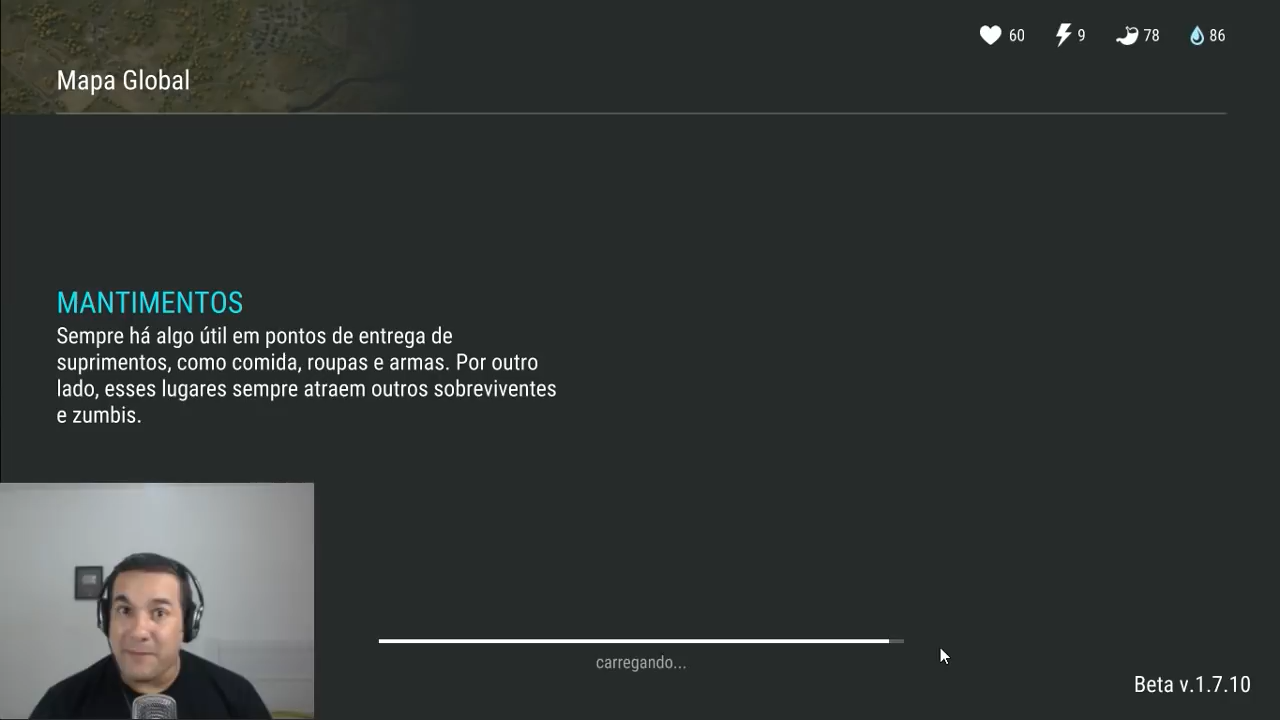 60 9 78 86
Mapa Global
MANTIMENTOS
Sempre há algo útil em pontos de entrega de
suprimentos, como comida, roupas e armas. Por outro
lado, esses lugares sempre atraem outros sobreviventes
e zumbis.
carregando...
Beta v.1.7.10